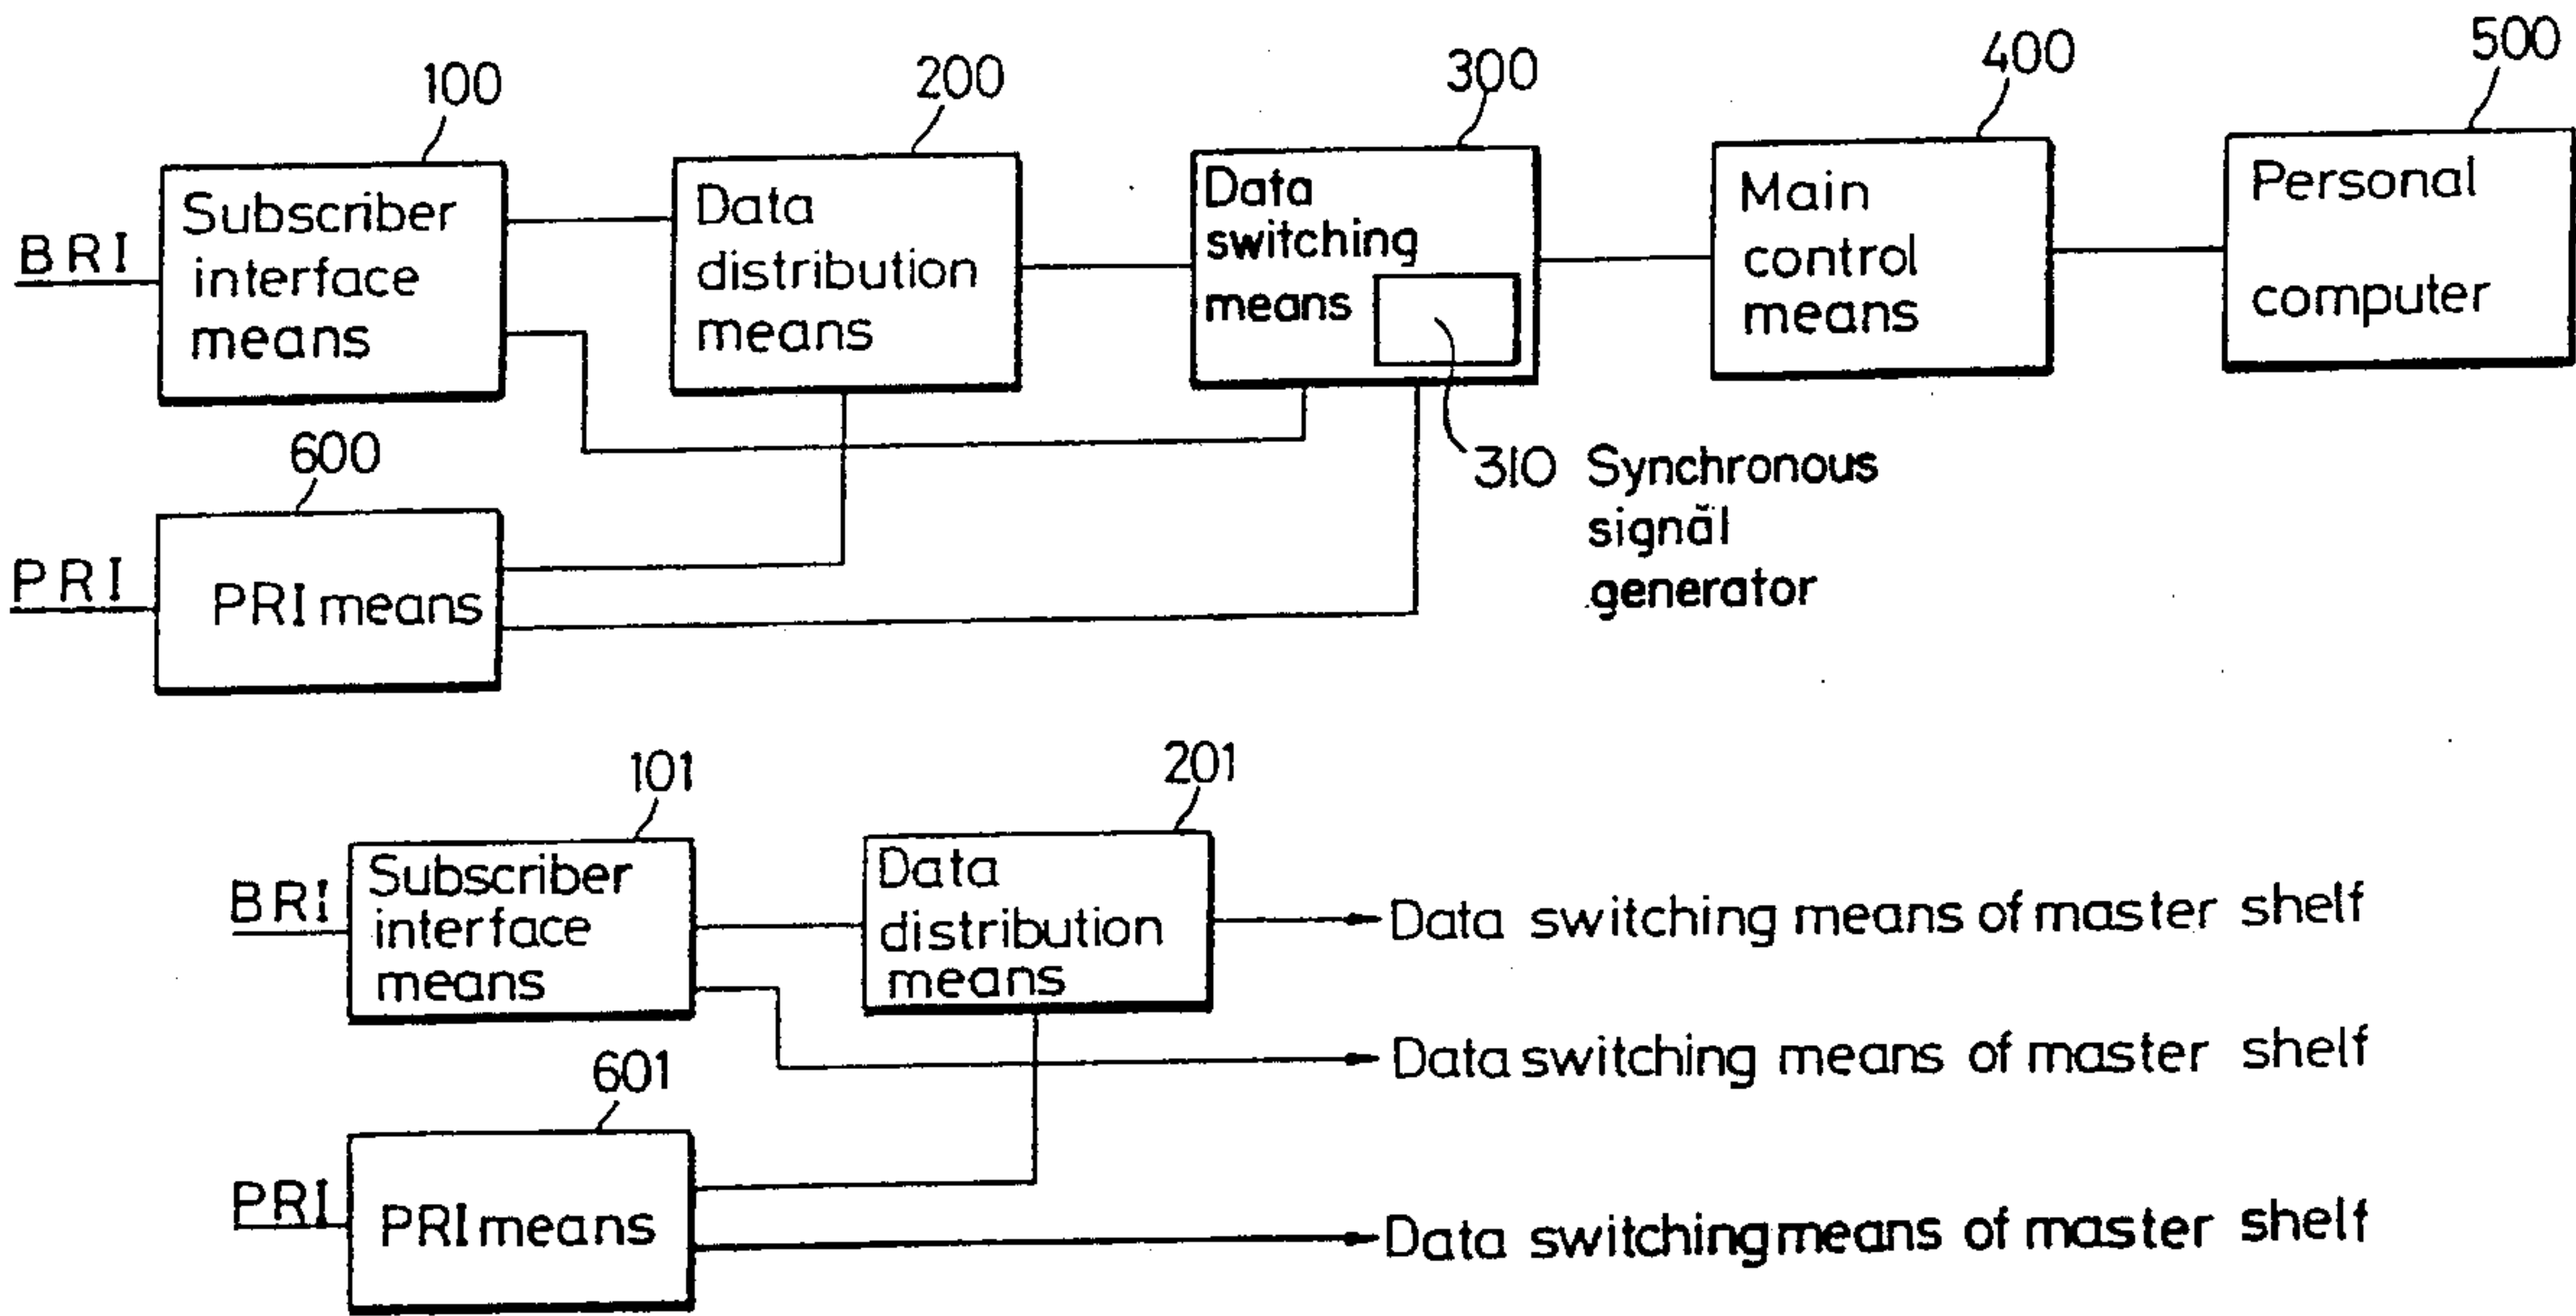 100
200
300
400
500
BRI
Subscriber
interface
means
Data
distribution
means
Data
switching
means
Main
control
means
Personal
computer
600
310 Synchronous
signal
generator
PRI
PRI means
101
201
BRI
Subscriber
interface
means
Data
distribution
means
Data switching means of master shelf
Data switching means of master shelf
601
PRI
PRI means
Data switching means of master shelf